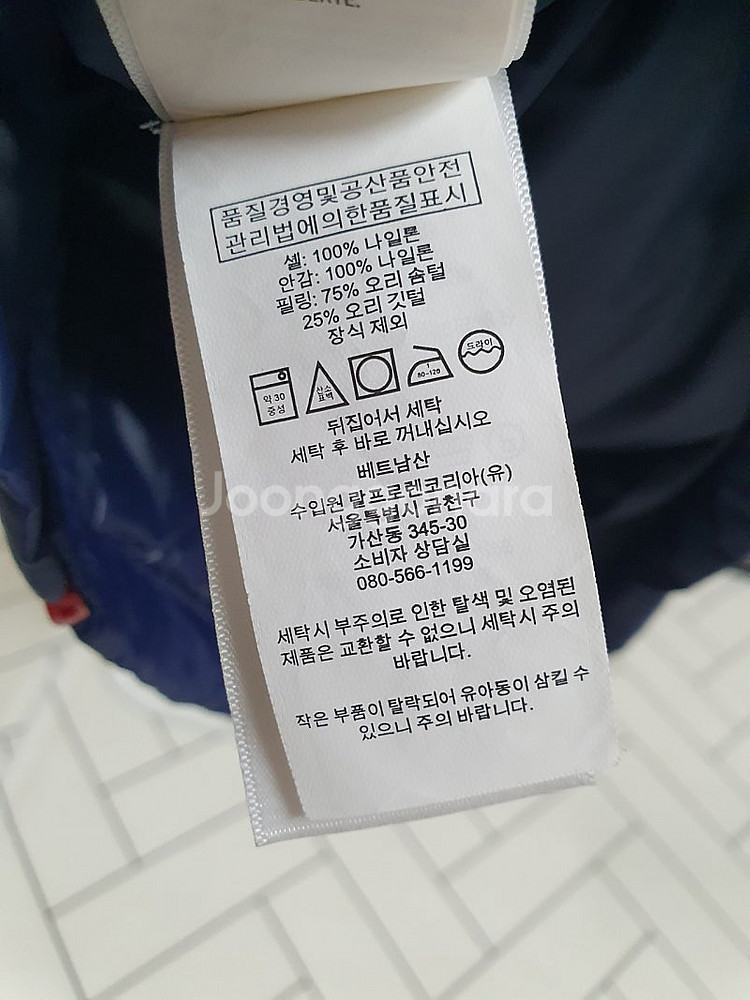 품질경영및공산품안전
관리법에의한품질표시
셸: 100% 나일론
안감: 100% 나일론
필링: 75% 오리 솜털
25% 오리 깃털
장식 제외
약 30
중성
산소
표백
1
80-120
드라이
뒤집어서 세탁
세탁 후 바로 꺼내십시오
베트남산
수입원 랄프로렌코리아(유)
서울특별시 금천구
가산동 345-30
소비자 상담실
080-566-1199
세탁시 부주의로 인한 탈색 및 오염된
제품은 교환할 수 없으니 세탁시 주의
바랍니다.
작은 부품이 탈락되어 유아동이 삼킬 수
있으니 주의 바랍니다.